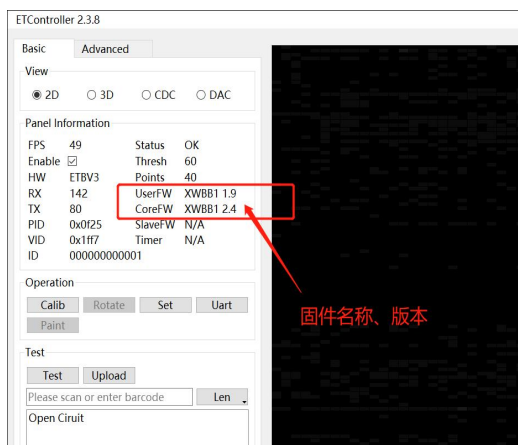 ETController 2.3.8
Basic Advanced
View
2D 3D CDC DAC
Panel Information
FPS 49 Status OK
Enable Thresh 60
HW ETBV3 Points 40
RX 142 UserFW XWBB1 1.9
TX 80 CoreFW XWBB1 2.4
PID 0x0f25 SlaveFW N/A
VID 0x1ff7 Timer N/A
ID 000000000001
Operation
Calib Rotate Set Uart
Paint
固件名称、版本
Test
Test Upload
Please scan or enter barcode Len
Open Ciruit